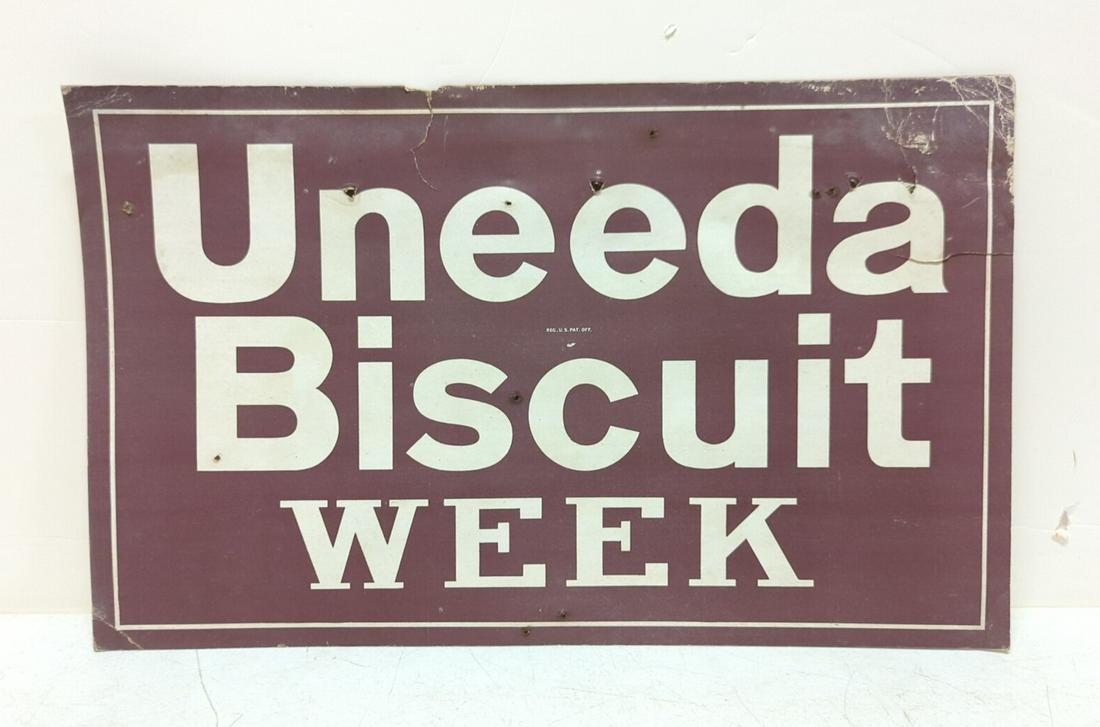 Uneeda
REG. U.S. PAT. OFF.
Biscuit
WEEK